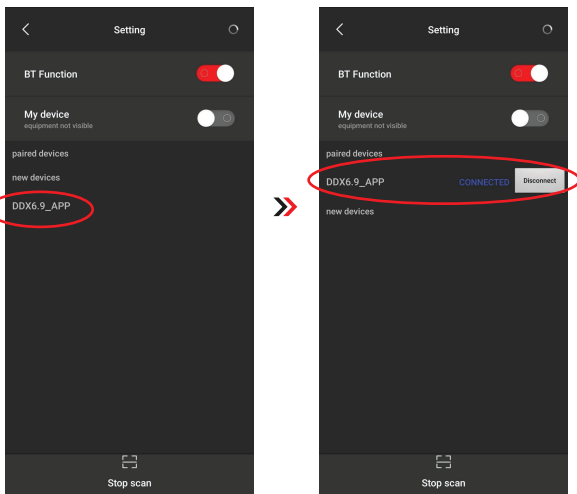 Setting
BT Function
My device
equipment not visible
paired devices
new devices
DDX6.9_APP
Stop scan
Setting
BT Function
My device
equipment not visible
paired devices
DDX6.9_APP CONNECTED Disconnect
new devices
Stop scan